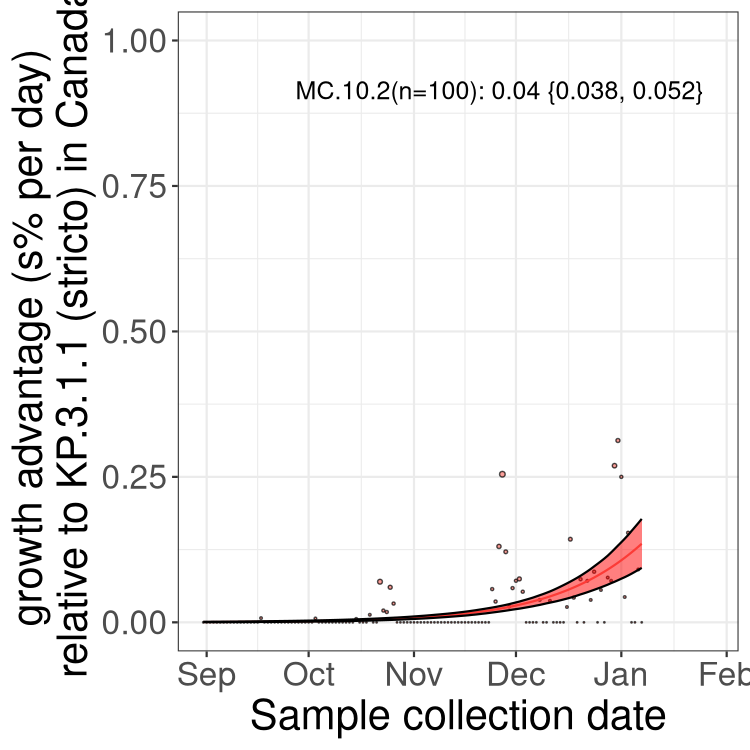 growth advantage (s% per day)
relative to KP.3.1.1 (stricto) in Canada
1.00
0.75
0.50
0.25
0.00
MC.10.2(n=100): 0.04 {0.038, 0.052}
Sep Oct Nov Dec Jan Feb
Sample collection date